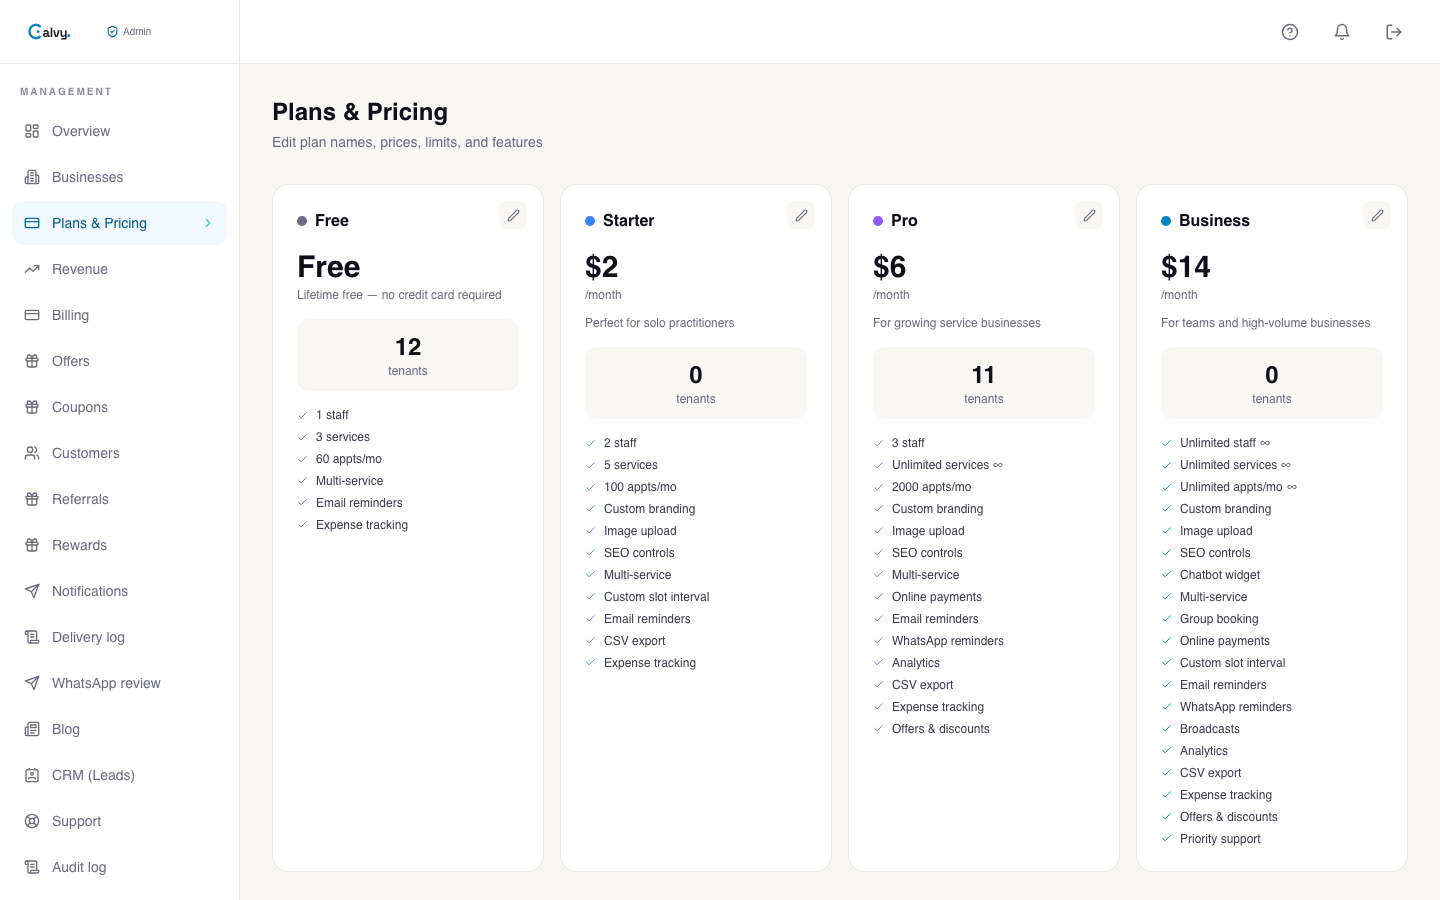 Calvy.
Admin
MANAGEMENT
Overview
Businesses
Plans & Pricing
Revenue
Billing
Offers
Coupons
Customers
Referrals
Rewards
Notifications
Delivery log
WhatsApp review
Blog
CRM (Leads)
Support
Audit log
Plans & Pricing
Edit plan names, prices, limits, and features
Free
Free
Lifetime free — no credit card required
12
tenants
1 staff
3 services
60 appts/mo
Multi-service
Email reminders
Expense tracking
Starter
$2
/month
Perfect for solo practitioners
0
tenants
2 staff
5 services
100 appts/mo
Custom branding
Image upload
SEO controls
Multi-service
Custom slot interval
Email reminders
CSV export
Expense tracking
Pro
$6
/month
For growing service businesses
11
tenants
3 staff
Unlimited services ∞
2000 appts/mo
Custom branding
Image upload
SEO controls
Multi-service
Online payments
Email reminders
WhatsApp reminders
Analytics
CSV export
Expense tracking
Offers & discounts
Business
$14
/month
For teams and high-volume businesses
0
tenants
Unlimited staff ∞
Unlimited services ∞
Unlimited appts/mo ∞
Custom branding
Image upload
SEO controls
Chatbot widget
Multi-service
Group booking
Online payments
Custom slot interval
Email reminders
WhatsApp reminders
Broadcasts
Analytics
CSV export
Expense tracking
Offers & discounts
Priority support